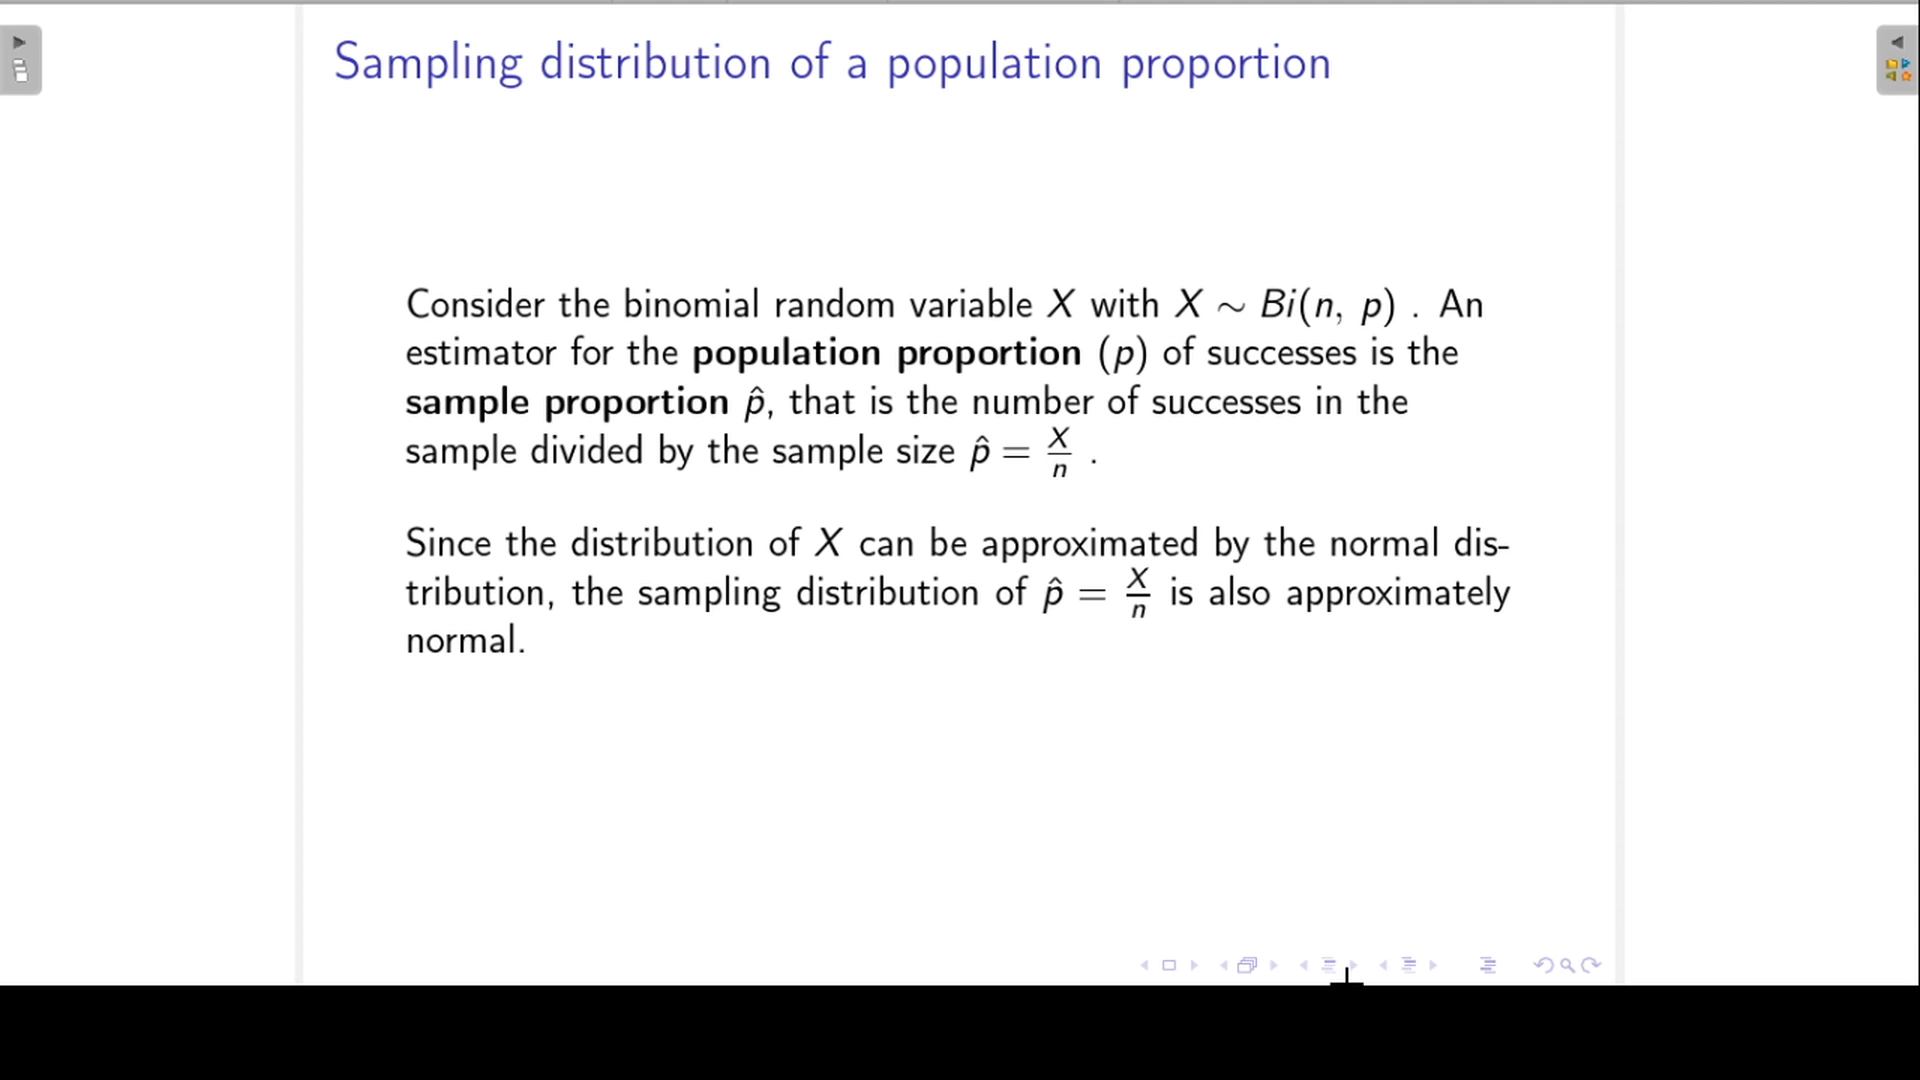 Sampling distribution of a population proportion
Consider the binomial random variable X with X ∼ Bi(n, p) . An
estimator for the population proportion (p) of successes is the
sample proportion p̂, that is the number of successes in the
sample divided by the sample size p̂ = X/n .
Since the distribution of X can be approximated by the normal dis-
tribution, the sampling distribution of p̂ = X/n is also approximately
normal.